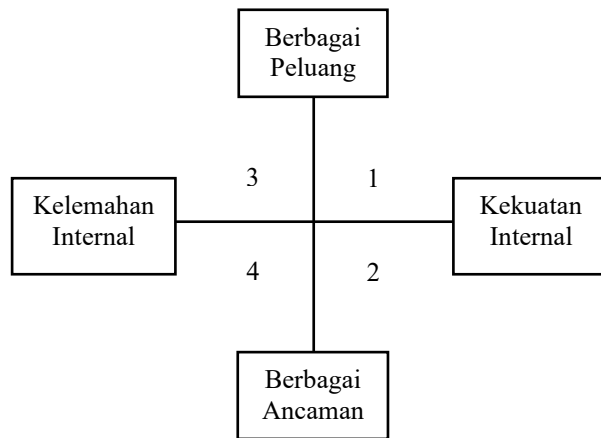 Berbagai
Peluang
3
1
Kelemahan
Internal
Kekuatan
Internal
4
2
Berbagai
Ancaman